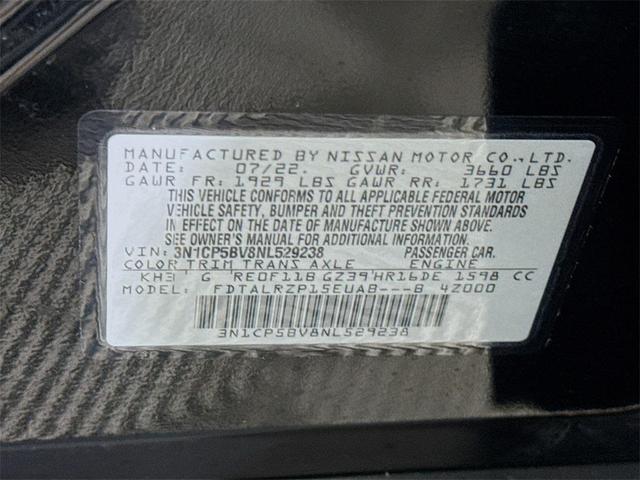 MANUFACTURED BY NISSAN MOTOR CO.,LTD.
DATE: 07/22. GVWR: 3660 LBS
GAWR FR: 1929 LBS GAWR RR: 1731 LBS
THIS VEHICLE CONFORMS TO ALL APPLICABLE FEDERAL MOTOR
VEHICLE SAFETY, BUMPER AND THEFT PREVENTION STANDARDS
IN EFFECT ON THE DATE OF MANUFACTURE SHOWN ABOVE.
SEE OWNER'S MANUAL FOR ADDITIONAL INFORMATION.
VIN: 3N1CP5BV8NL529238 PASSENGER CAR.
COLOR TRIM TRANS AXLE ENGINE
KH3 G RE0F11B GZ39 HR16DE 1598 CC
MODEL: FDTALRZP15EUAB---B 4Z000
3N1CP5BV8NL529238